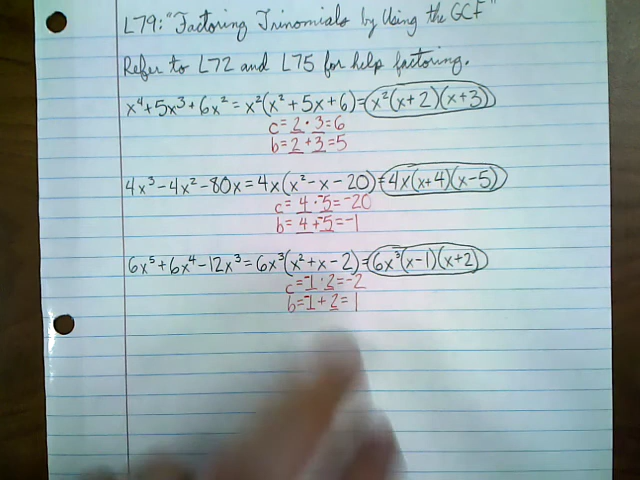 L79: "Factoring Trinomials by Using the GCF"
Refer to L72 and L75 for help factoring.
x⁴+5x³+6x² = x²(x²+5x+6)= x²(x+2)(x+3)
c= 2 · 3=6
b= 2 + 3=5
4x³-4x²-80x=4x(x²-x-20)=4x(x+4)(x-5)
c= 4 · -5=-20
b= 4 + -5=-1
6x⁵+6x⁴-12x³=6x³(x²+x-2)=6x³(x-1)(x+2)
c=-1·2=-2
b=-1+2=1